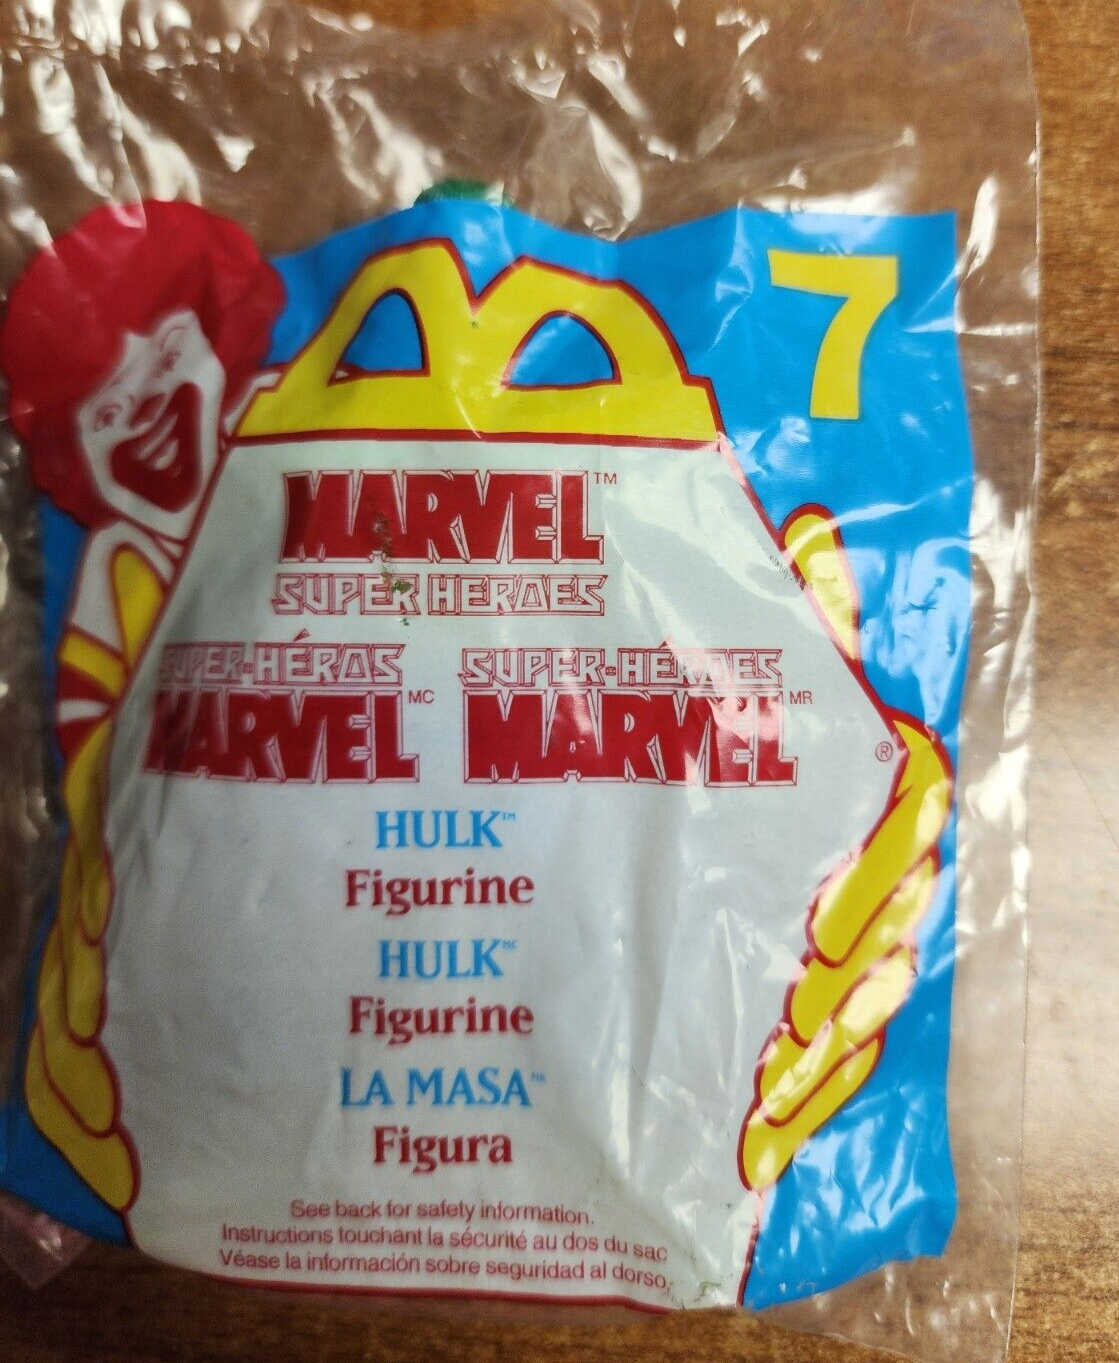 7
MARVEL™
SUPER HEROES
SUPER-HÉROS
MARVEL MC
SUPER-HÉROES
MARVEL MR
®
HULK™
Figurine
HULK MC
Figurine
LA MASA MR
Figura
See back for safety information.
Instructions touchant la sécurité au dos du sac
Véase la información sobre seguridad al dorso.